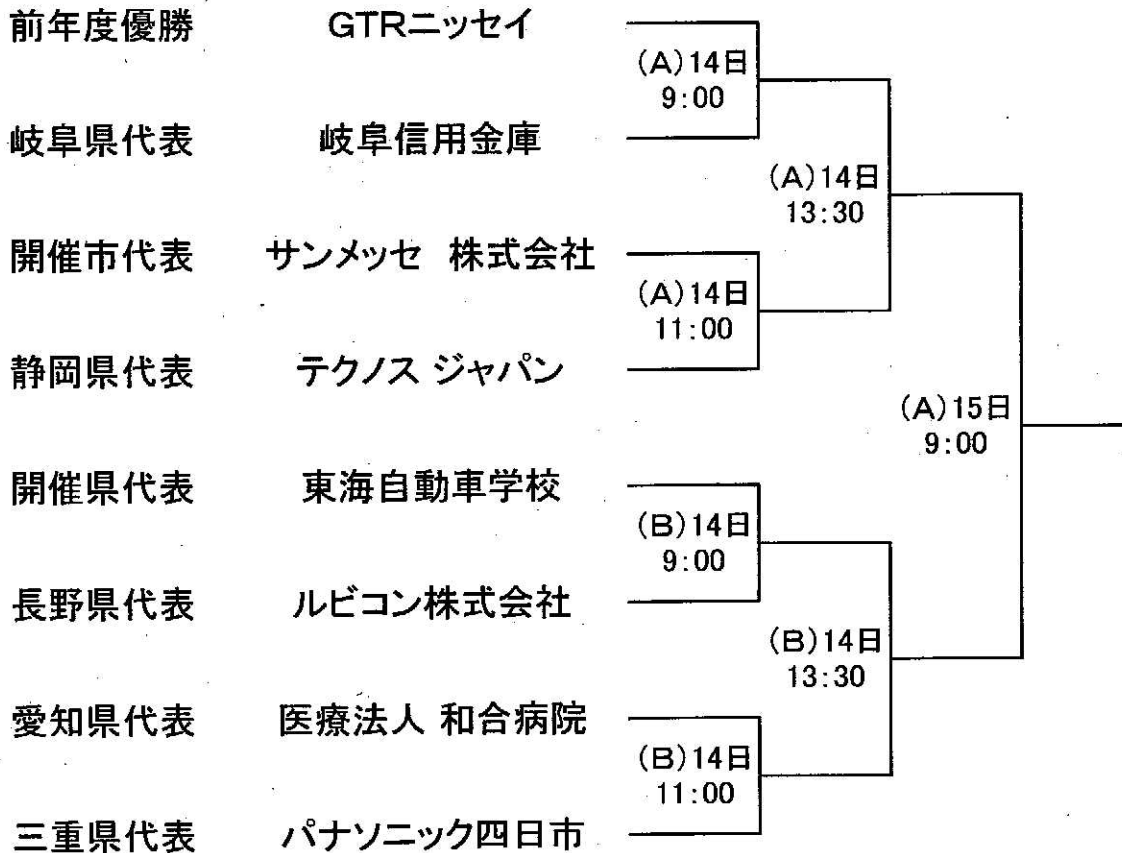 前年度優勝 GTRニッセイ
(A)14日
9:00
岐阜県代表 岐阜信用金庫
(A)14日
13:30
開催市代表 サンメッセ 株式会社
(A)14日
11:00
静岡県代表 テクノス ジャパン
(A)15日
9:00
開催県代表 東海自動車学校
(B)14日
9:00
長野県代表 ルビコン株式会社
(B)14日
13:30
愛知県代表 医療法人 和合病院
(B)14日
11:00
三重県代表 パナソニック四日市